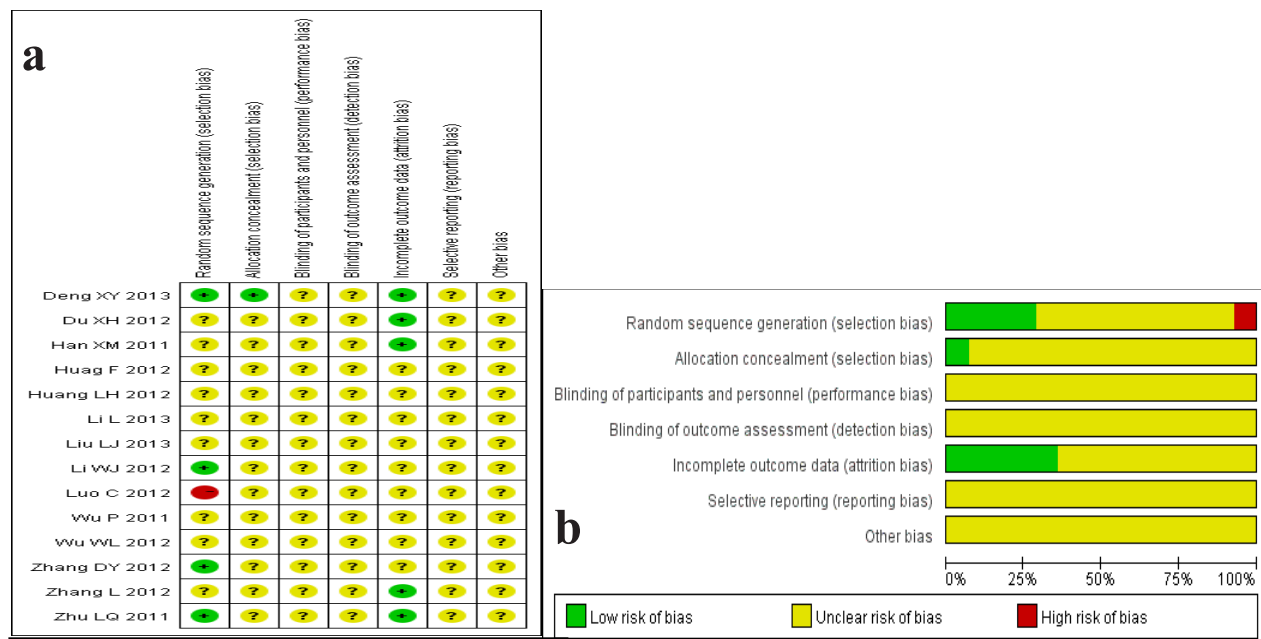 a
Random sequence generation (selection bias)
Allocation concealment (selection bias)
Blinding of participants and personnel (performance bias)
Blinding of outcome assessment (detection bias)
Incomplete outcome data (attrition bias)
Selective reporting (reporting bias)
Other bias
Deng XY 2013 + + ? ? + ? ?
Du XH 2012 ? ? ? ? + ? ?
Han XM 2011 ? ? ? ? + ? ?
Huag F 2012 ? ? ? ? ? ? ?
Huang LH 2012 ? ? ? ? ? ? ?
Li L 2013 ? ? ? ? ? ? ?
Liu LJ 2013 ? ? ? ? ? ? ?
Li WJ 2012 + ? ? ? ? ? ?
Luo C 2012 ? ? ? ? ? ?
Wu P 2011 ? ? ? ? ? ? ?
Wu WL 2012 ? ? ? ? ? ? ?
Zhang DY 2012 + ? ? ? ? ? ?
Zhang L 2012 ? ? ? ? + ? ?
Zhu LQ 2011 + ? ? ? + ? ?
b
Random sequence generation (selection bias)
Allocation concealment (selection bias)
Blinding of participants and personnel (performance bias)
Blinding of outcome assessment (detection bias)
Incomplete outcome data (attrition bias)
Selective reporting (reporting bias)
Other bias
0% 25% 50% 75% 100%
Low risk of bias Unclear risk of bias High risk of bias